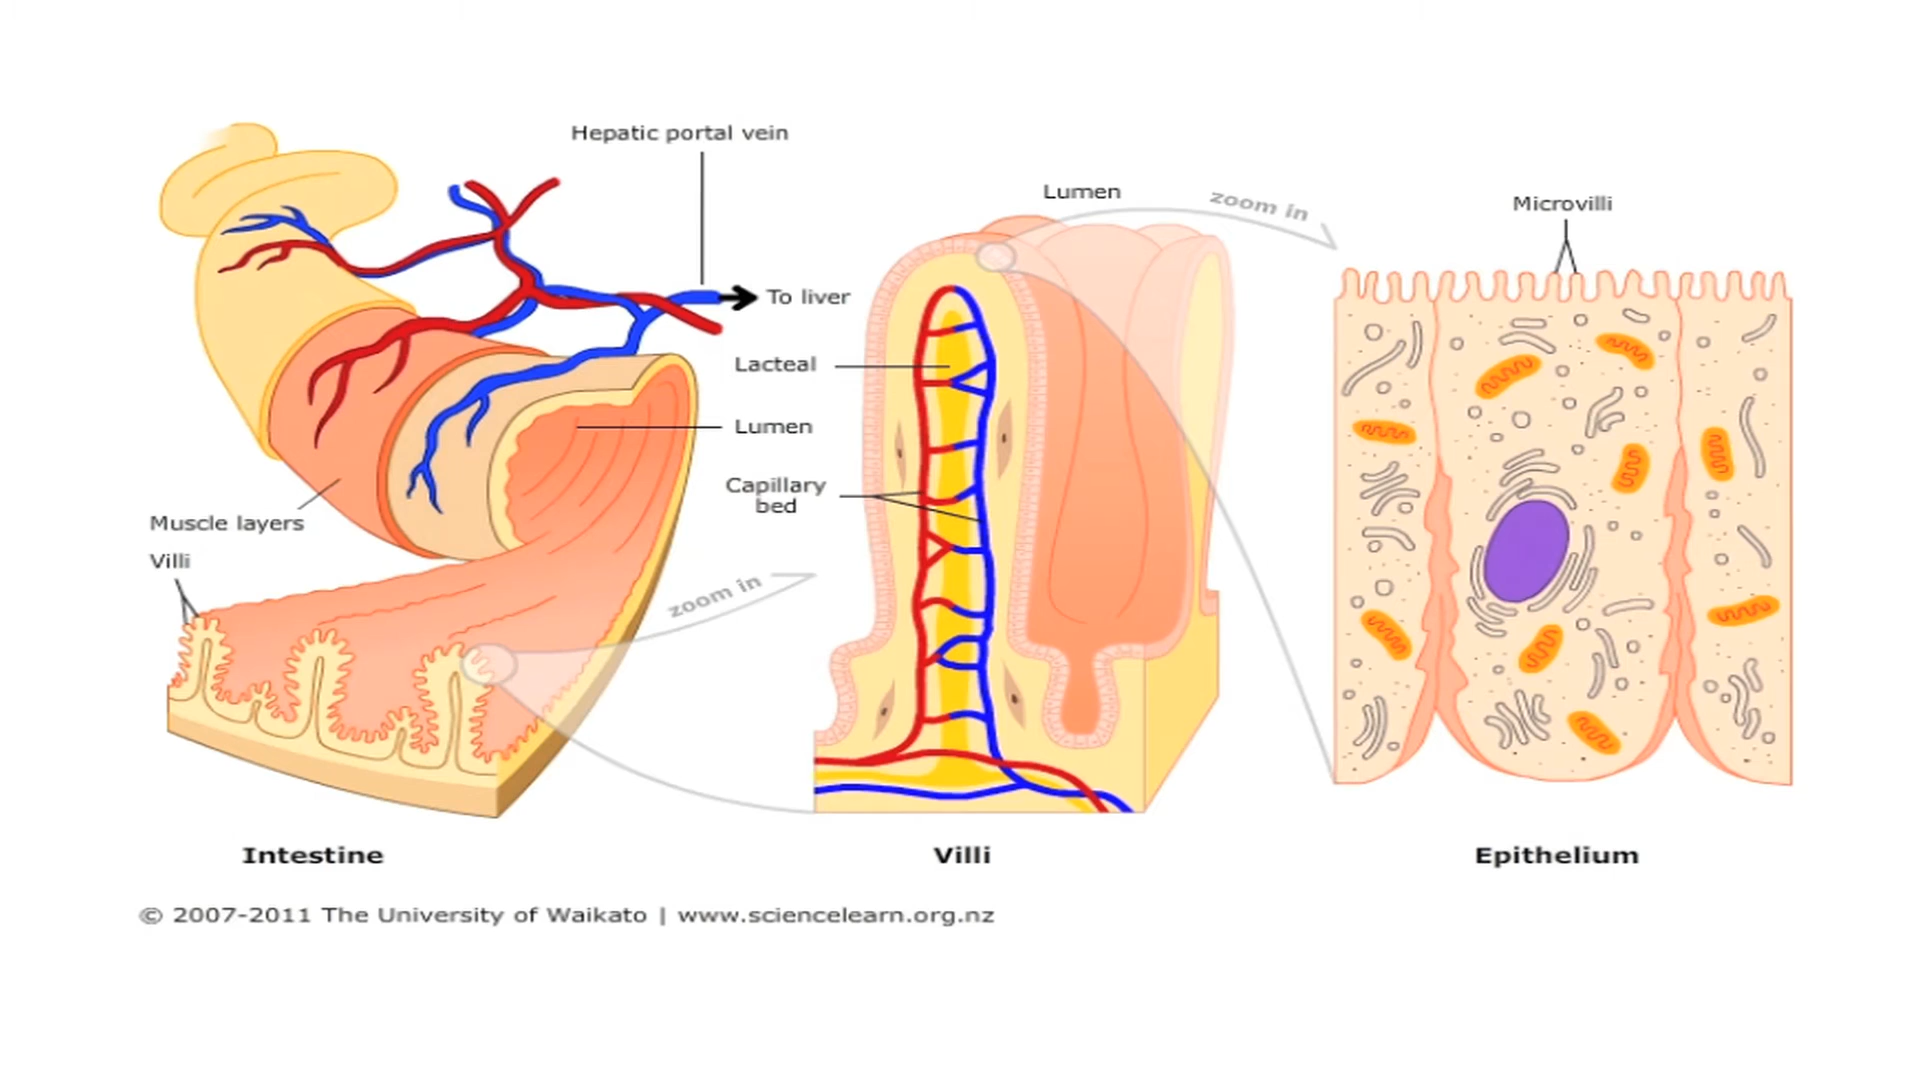 Hepatic portal vein
To liver
Lacteal
Lumen
Capillary
bed
Muscle layers
Villi
zoom in
Intestine
Lumen
zoom in
Villi
Microvilli
Epithelium
© 2007-2011 The University of Waikato | www.sciencelearn.org.nz